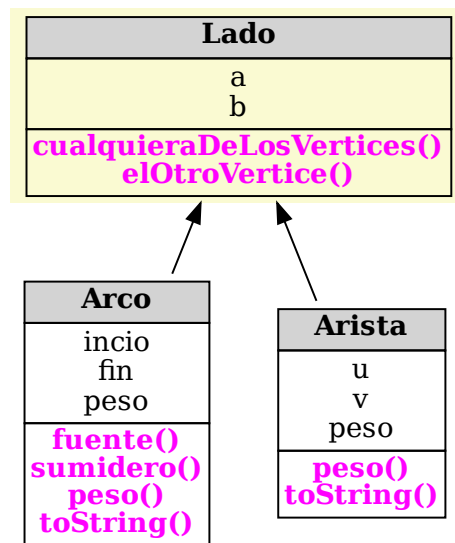 Lado
a
b
cualquieraDeLosVertices()
elOtroVertice()
Arco
incio
fin
peso
fuente()
sumidero()
peso()
toString()
Arista
u
v
peso
peso()
toString()